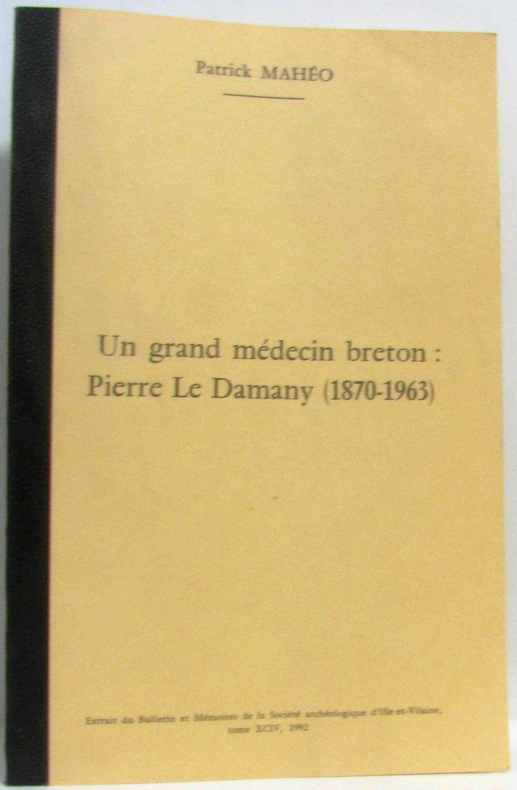 Patrick MAHÉO
Un grand médecin breton :
Pierre Le Damany (1870-1963)
Extrait du Bulletin et Mémoires de la Société archéologique d'Ille-et-Vilaine,
tome XCIV, 1992